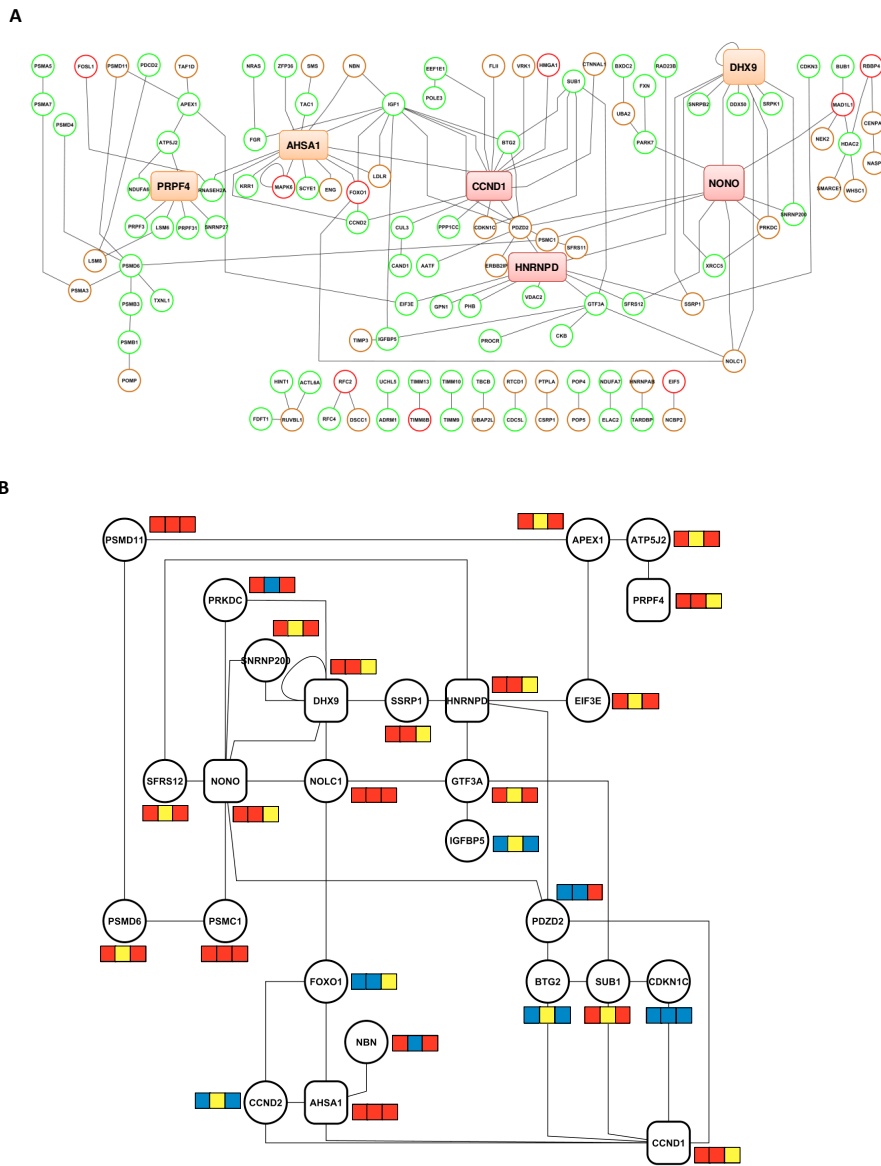 A
PSMA5 FOSL1 PSMD11 PDCD2 TAF1D NRAS ZFP36 SMS NBN EEF1E1 FLII VRK1 HMGA1 CTNNAL1 BXDC2 RAD23B DHX9 CDKN3 BUB1 RBBP4
PSMA7 APEX1 TAC1 IGF1 POLE3 SUB1 FXN SNRPB2 DDX50 SRPK1 MAD1L1
PSMD4 ATP5J2 FGR AHSA1 BTG2 UBA2 PARK7 NEK2 HDAC2 CENPA
NDUFA6 PRPF4 RNASEH2A KRR1 MAPK6 SCYE1 ENG FOXO1 LDLR CCND1 NONO SMARCE1 WHSC1 NASP
PRPF3 LSM6 PRPF31 SNRNP27 CCND2 CUL3 PPP1CC CDKN1C PDZD2 PRKDC SNRNP200
LSM8 PSMD6 CAND1 AATF ERBB2IP PSMC1 SFRS11 HNRNPD XRCC5
PSMA3 PSMB3 TXNL1 EIF3E GPN1 PHB VDAC2 GTF3A SFRS12 SSRP1
PSMB1 TIMP3 IGFBP5 PROCR CKB NOLC1
POMP HINT1 ACTL6A RFC2 UCHL5 TIMM13 TIMM10 TBCB RTCD1 PTPLA POP4 NDUFA7 HNRNPAB EIF5
FDFT1 RUVBL1 RFC4 DSCC1 ADRM1 TIMM8B TIMM9 UBAP2L CDC5L CSRP1 POP5 ELAC2 TARDBP NCBP2
B
PSMD11 APEX1 ATP5J2
PRKDC PRPF4
SNRNP200
DHX9 SSRP1 HNRNPD EIF3E
SFRS12 NONO NOLC1 GTF3A
IGFBP5
PSMD6 PSMC1 PDZD2
FOXO1 BTG2 SUB1 CDKN1C
NBN
CCND2 AHSA1
CCND1